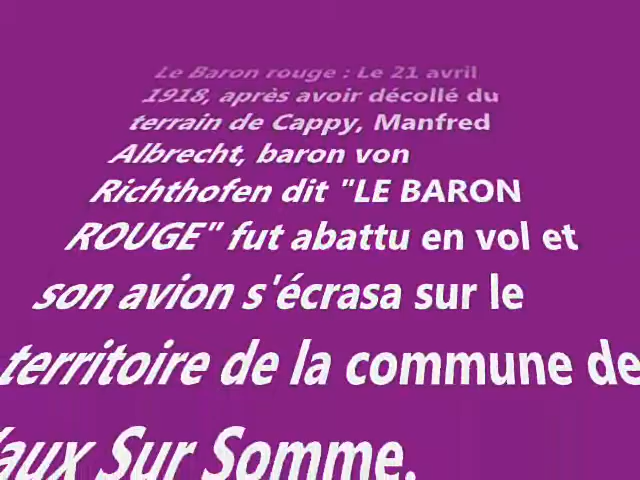 Le Baron rouge : Le 21 avril
1918, après avoir décollé du
terrain de Cappy, Manfred
Albrecht, baron von
Richthofen dit "LE BARON
ROUGE" fut abattu en vol et
son avion s'écrasa sur le
territoire de la commune de
Vaux Sur Somme.